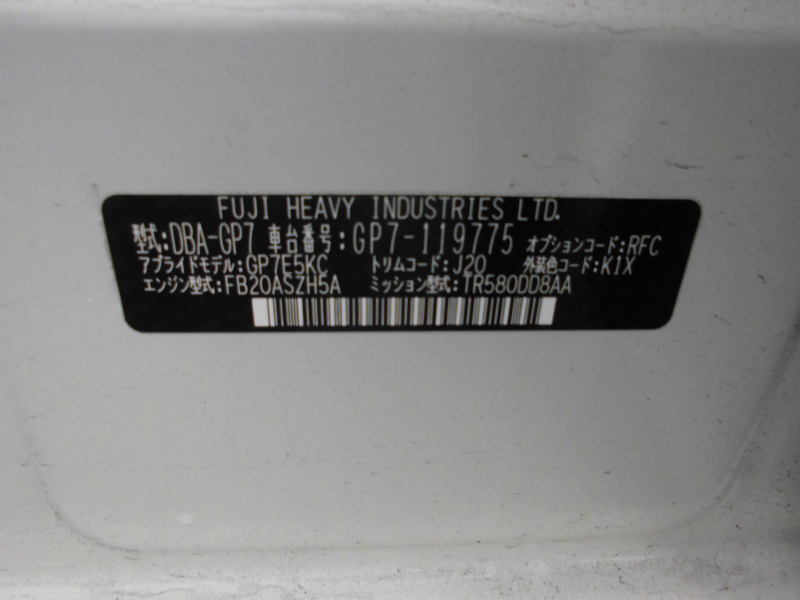 FUJI HEAVY INDUSTRIES LTD.
型式:DBA-GP7 車台番号:GP7-119775 オプションコード:RFC
アプライドモデル:GP7E5KC トリムコード:J20 外装色コード:K1X
エンジン型式:FB20ASZH5A ミッション型式:TR580DD8AA